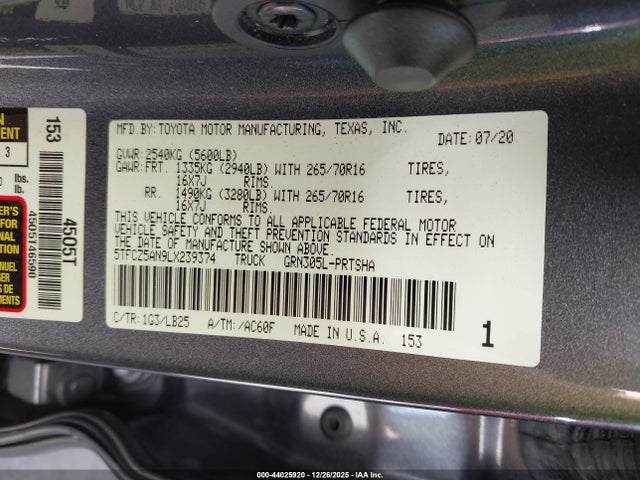 MFD.BY:TOYOTA MOTOR MANUFACTURING, TEXAS, INC.
DATE:07/20
GVWR:2540KG (5600LB)
GAWR:FRT. 1335KG (2940LB) WITH 265/70R16 TIRES,
16X7J RIMS.
RR. 1490KG (3280LB) WITH 265/70R16 TIRES,
16X7J RIMS.
THIS VEHICLE CONFORMS TO ALL APPLICABLE FEDERAL MOTOR
VEHICLE SAFETY AND THEFT PREVENTION STANDARDS IN EFFECT ON
THE DATE OF MANUFACTURE SHOWN ABOVE.
5TFCZ5AN9LX239374 TRUCK GRN305L-PRTSHA
C/TR:1G3/LB25 A/TM:/AC60F MADE IN U.S.A. 153
1
153
4505T
4505146590
3
lbs.
kg.
000-44025920 - 12/26/2025 - IAA Inc.